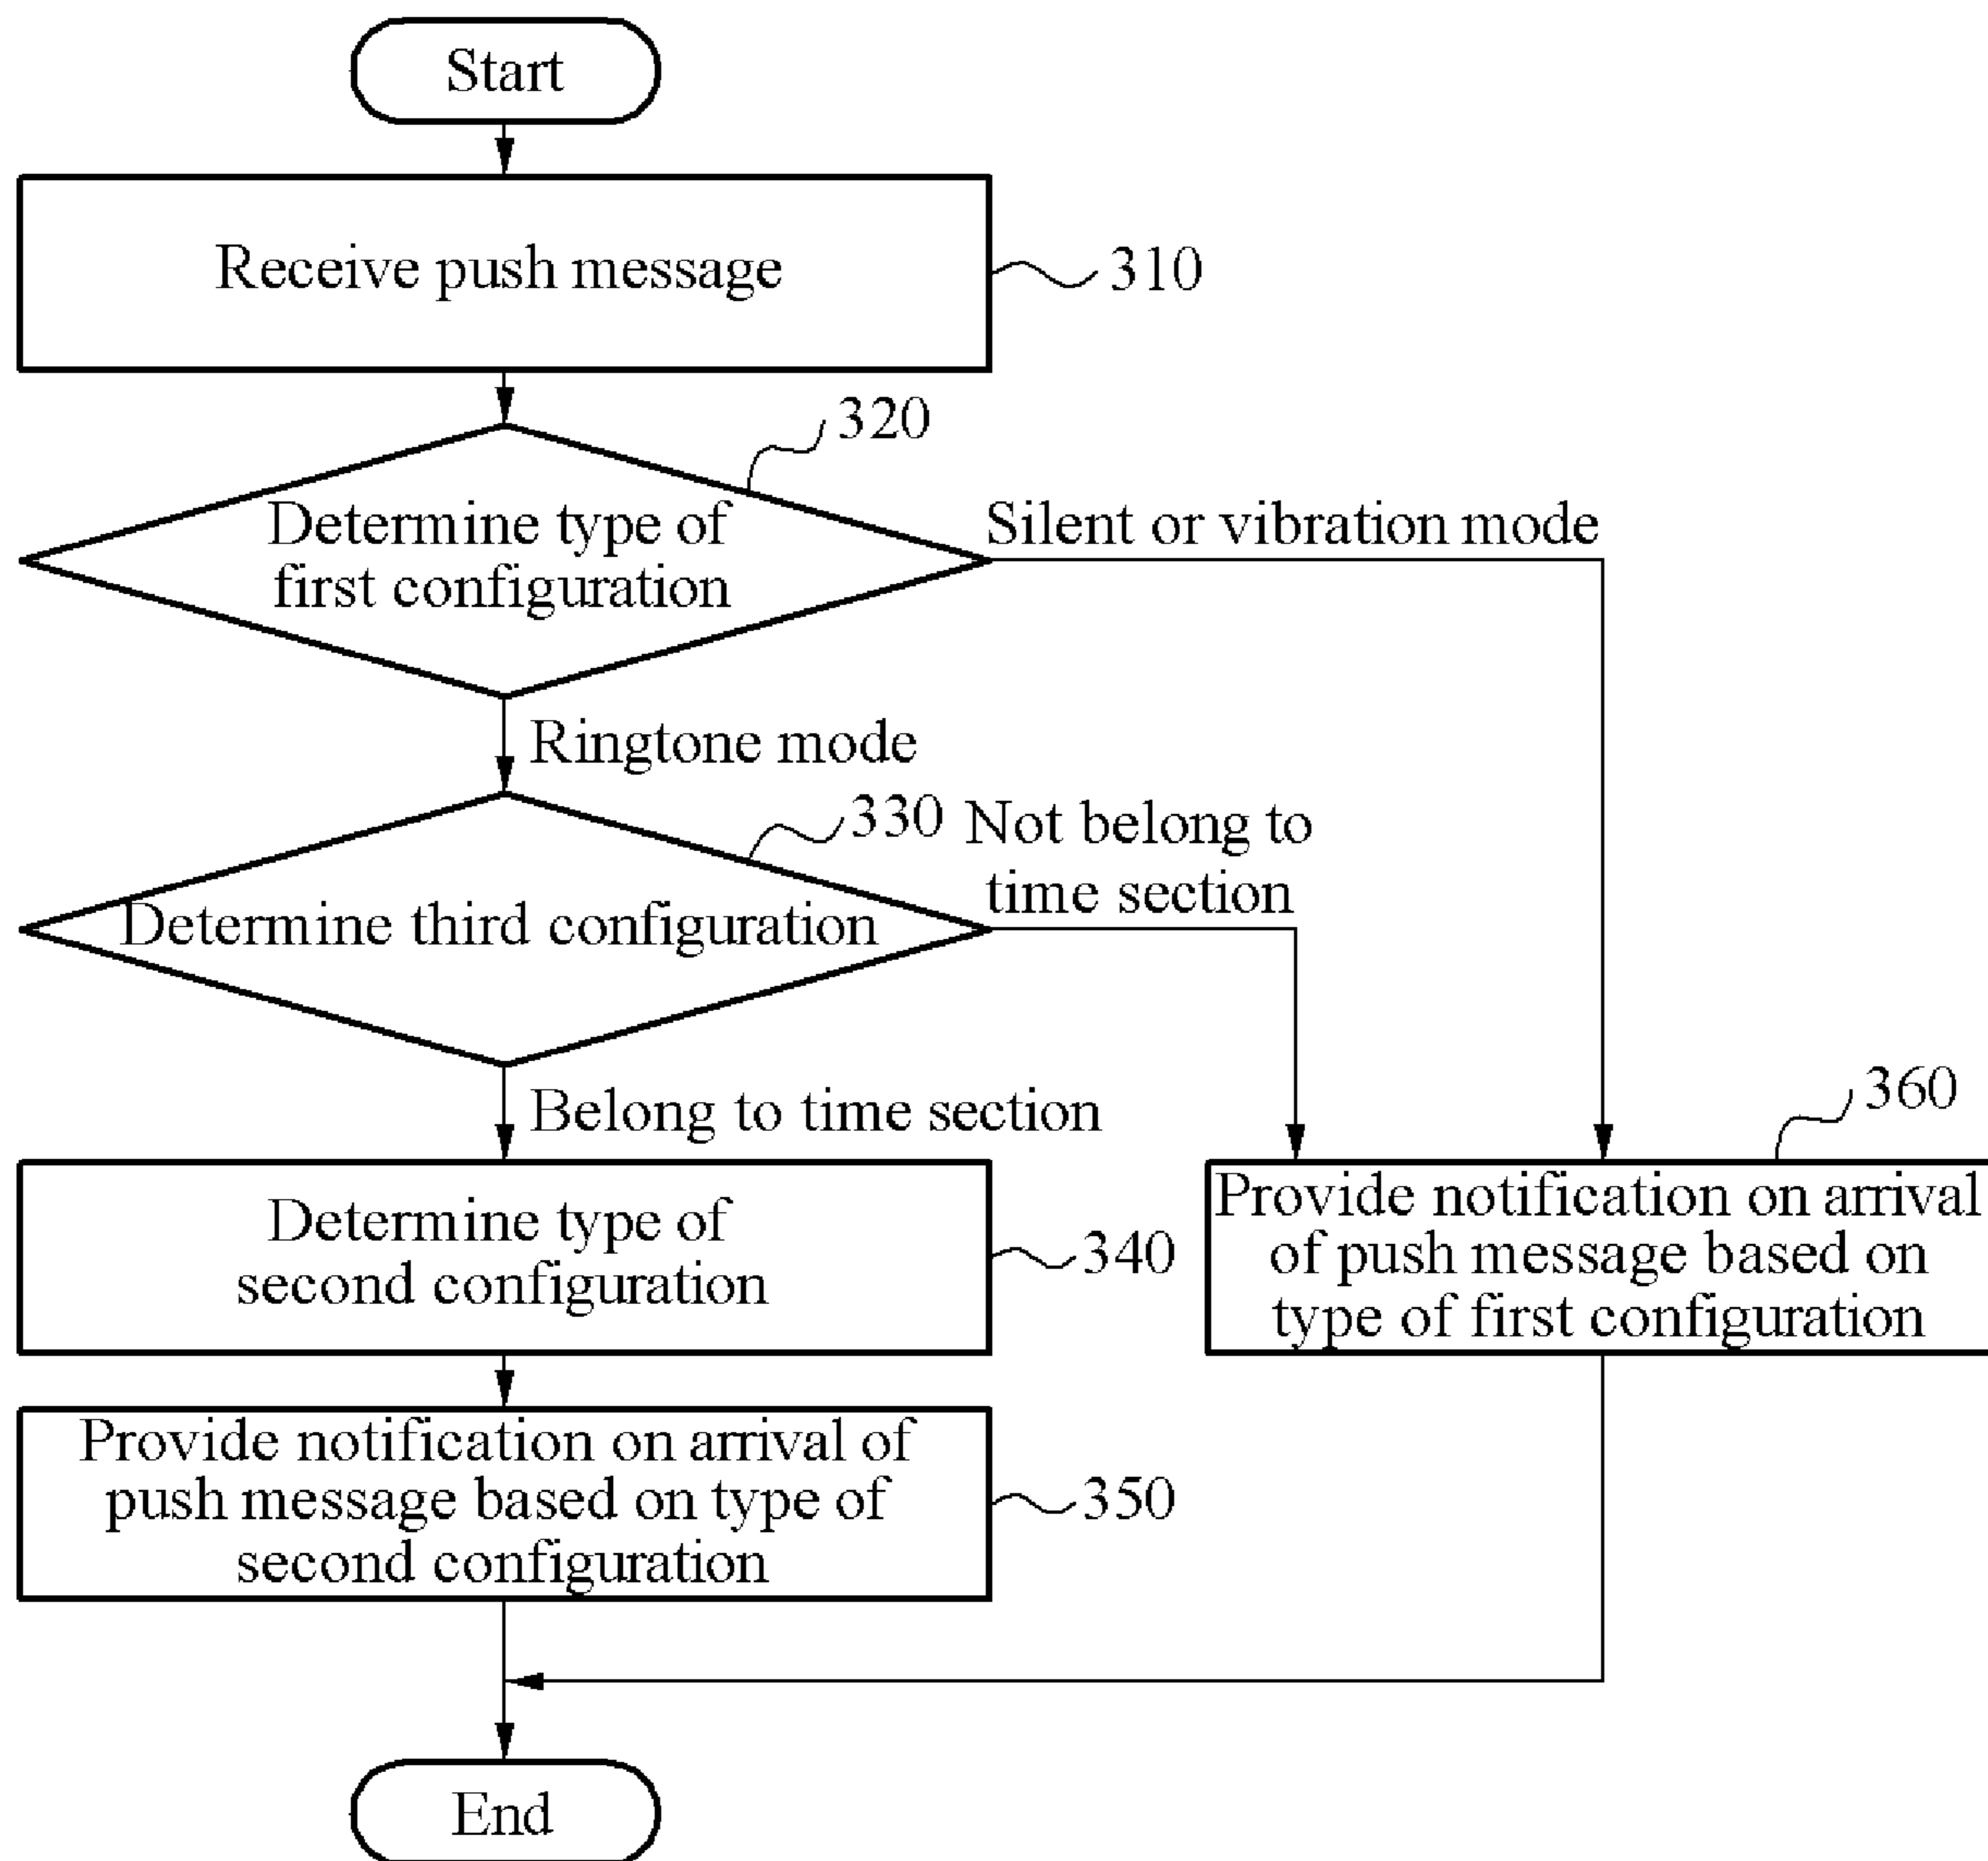 Start
Receive push message
310
320
Determine type of
first configuration
Silent or vibration mode
Ringtone mode
330
Not belong to
time section
Determine third configuration
Belong to time section
360
Determine type of
second configuration
340
Provide notification on arrival
of push message based on
type of first configuration
Provide notification on arrival of
push message based on type of
second configuration
350
End